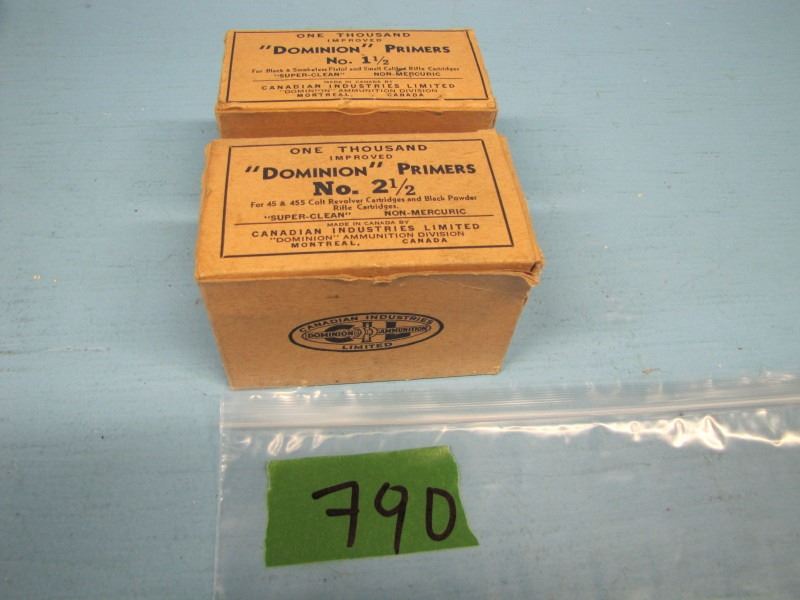 ONE THOUSAND
IMPROVED
"DOMINION" PRIMERS
No. 1½
For Black & Smokeless Pistol and Small Calibre Rifle Cartridges
"SUPER-CLEAN" NON-MERCURIC
MADE IN CANADA BY
CANADIAN INDUSTRIES LIMITED
"DOMINION" AMMUNITION DIVISION
MONTREAL, CANADA
ONE THOUSAND
IMPROVED
"DOMINION" PRIMERS
No. 2½
For 45 & 455 Colt Revolver Cartridges and Black Powder
Rifle Cartridges.
"SUPER-CLEAN" NON-MERCURIC
MADE IN CANADA BY
CANADIAN INDUSTRIES LIMITED
"DOMINION" AMMUNITION DIVISION
MONTREAL, CANADA
CANADIAN INDUSTRIES
DOMINION CIL AMMUNITION
LIMITED
790